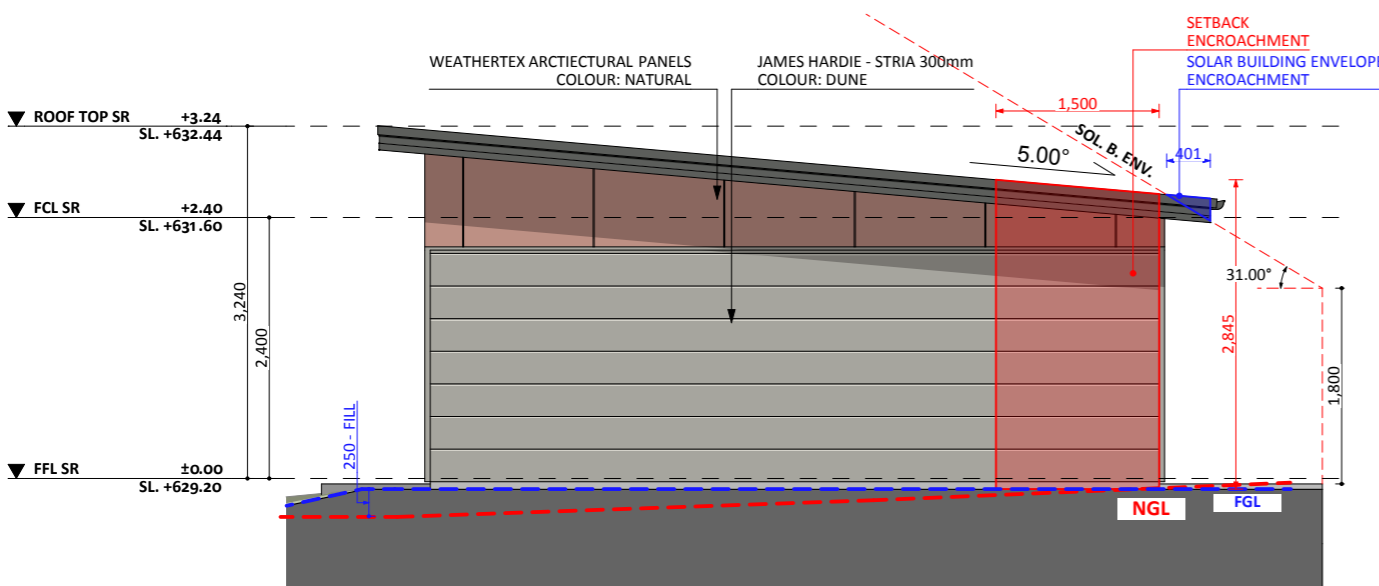 SETBACK
ENCROACHMENT
WEATHERTEX ARCTIECTURAL PANELS
COLOUR: NATURAL
JAMES HARDIE - STRIA 300mm
COLOUR: DUNE
SOLAR BUILDING ENVELOPE
ENCROACHMENT
1,500
ROOF TOP SR +3.24
SL. +632.44
SOL. B. ENV.
5.00°
401
FCL SR +2.40
SL. +631.60
31.00°
3,240
2,400
2,845
1,800
250 - FILL
FFL SR ±0.00
SL. +629.20
NGL
FGL